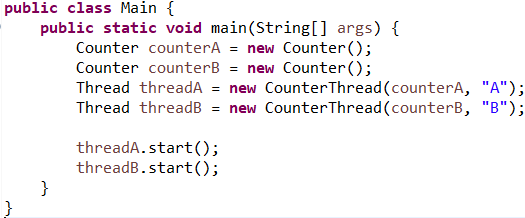 public class Main {
public static void main(String[] args) {
Counter counterA = new Counter();
Counter counterB = new Counter();
Thread threadA = new CounterThread(counterA, "A");
Thread threadB = new CounterThread(counterB, "B");
threadA.start();
threadB.start();
}
}